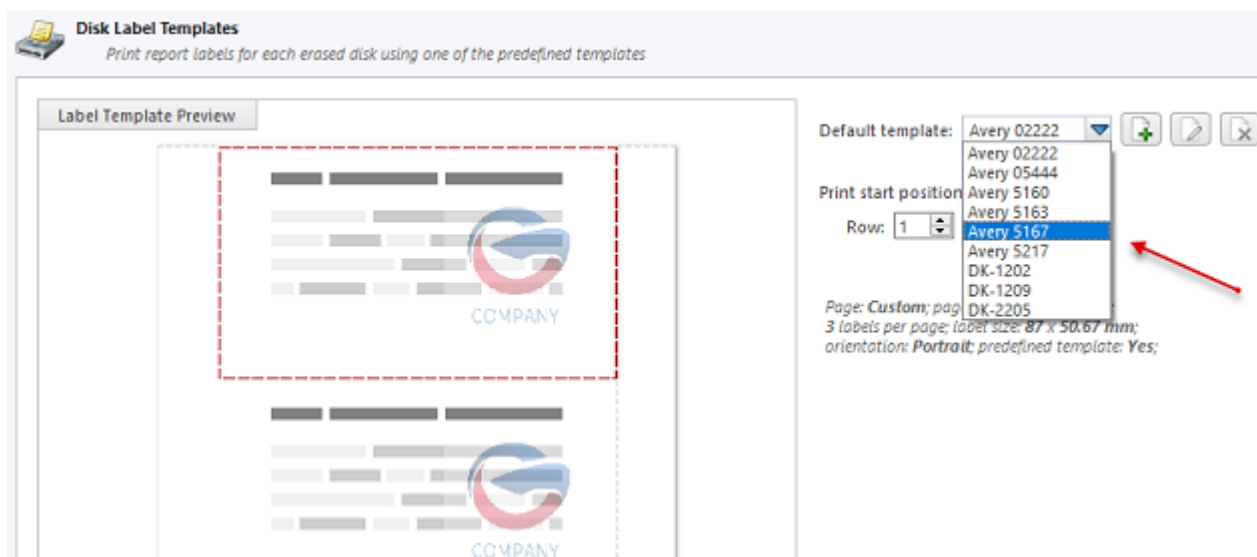 Disk Label Templates
Print report labels for each erased disk using one of the predefined templates
Label Template Preview
COMPANY
COMPANY
Default template: Avery 02222
Avery 02222
Avery 05444
Avery 5160
Avery 5163
Avery 5167
Avery 5217
DK-1202
DK-1209
DK-2205
Print start position
Row: 1
Page: Custom; pag
3 labels per page; label size: 87 x 50.67 mm;
orientation: Portrait; predefined template: Yes;